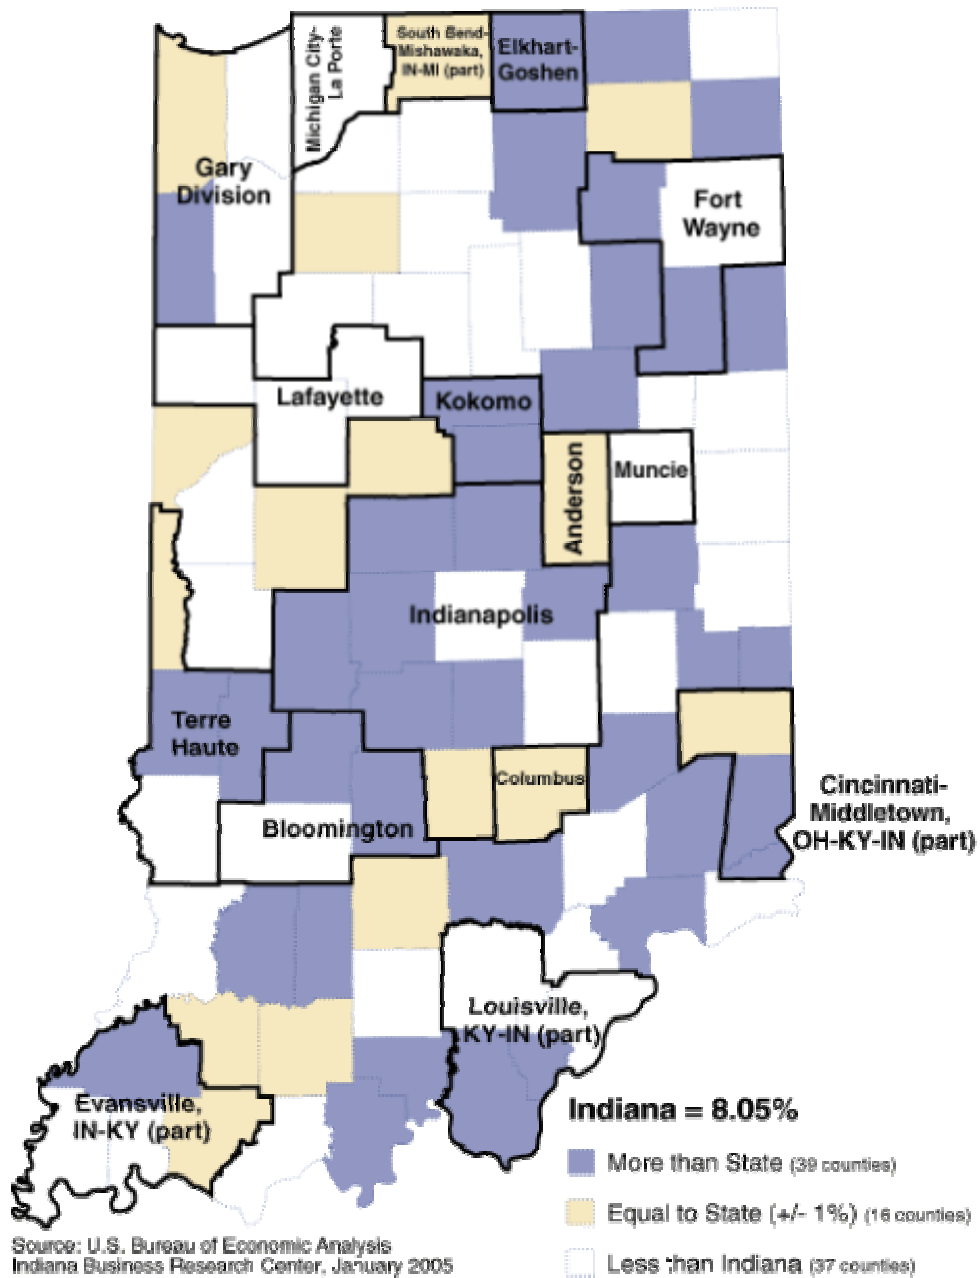 Michigan City-
La Porte
South Bend-
Mishawaka,
IN-MI (part)
Elkhart-
Goshen
Gary
Division
Fort
Wayne
Lafayette
Kokomo
Anderson
Muncie
Indianapolis
Terre
Haute
Columbus
Bloomington
Cincinnati-
Middletown,
OH-KY-IN (part)
Louisville,
KY-IN (part)
Evansville,
IN-KY (part)
Indiana = 8.05%
More than State (39 counties)
Equal to State (+/- 1%) (16 counties)
Less than Indiana (37 counties)
Source: U.S. Bureau of Economic Analysis
Indiana Business Research Center, January 2005